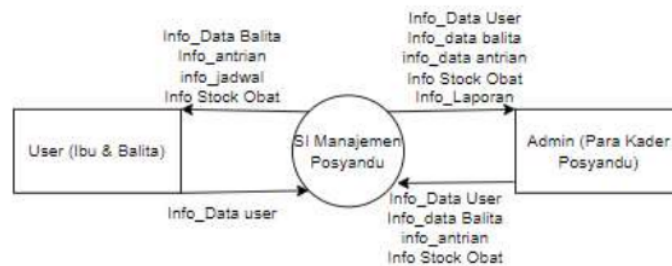 Info_Data Balita
Info_antrian
info_jadwal
Info Stock Obat
Info_Data User
Info_data balita
info_data antrian
Info Stock Obat
Info_Laporan
User (Ibu & Balita)
SI Manajemen
Posyandu
Admin (Para Kader
Posyandu)
Info_Data user
Info_Data User
Info_data Balita
info_antrian
Info Stock Obat